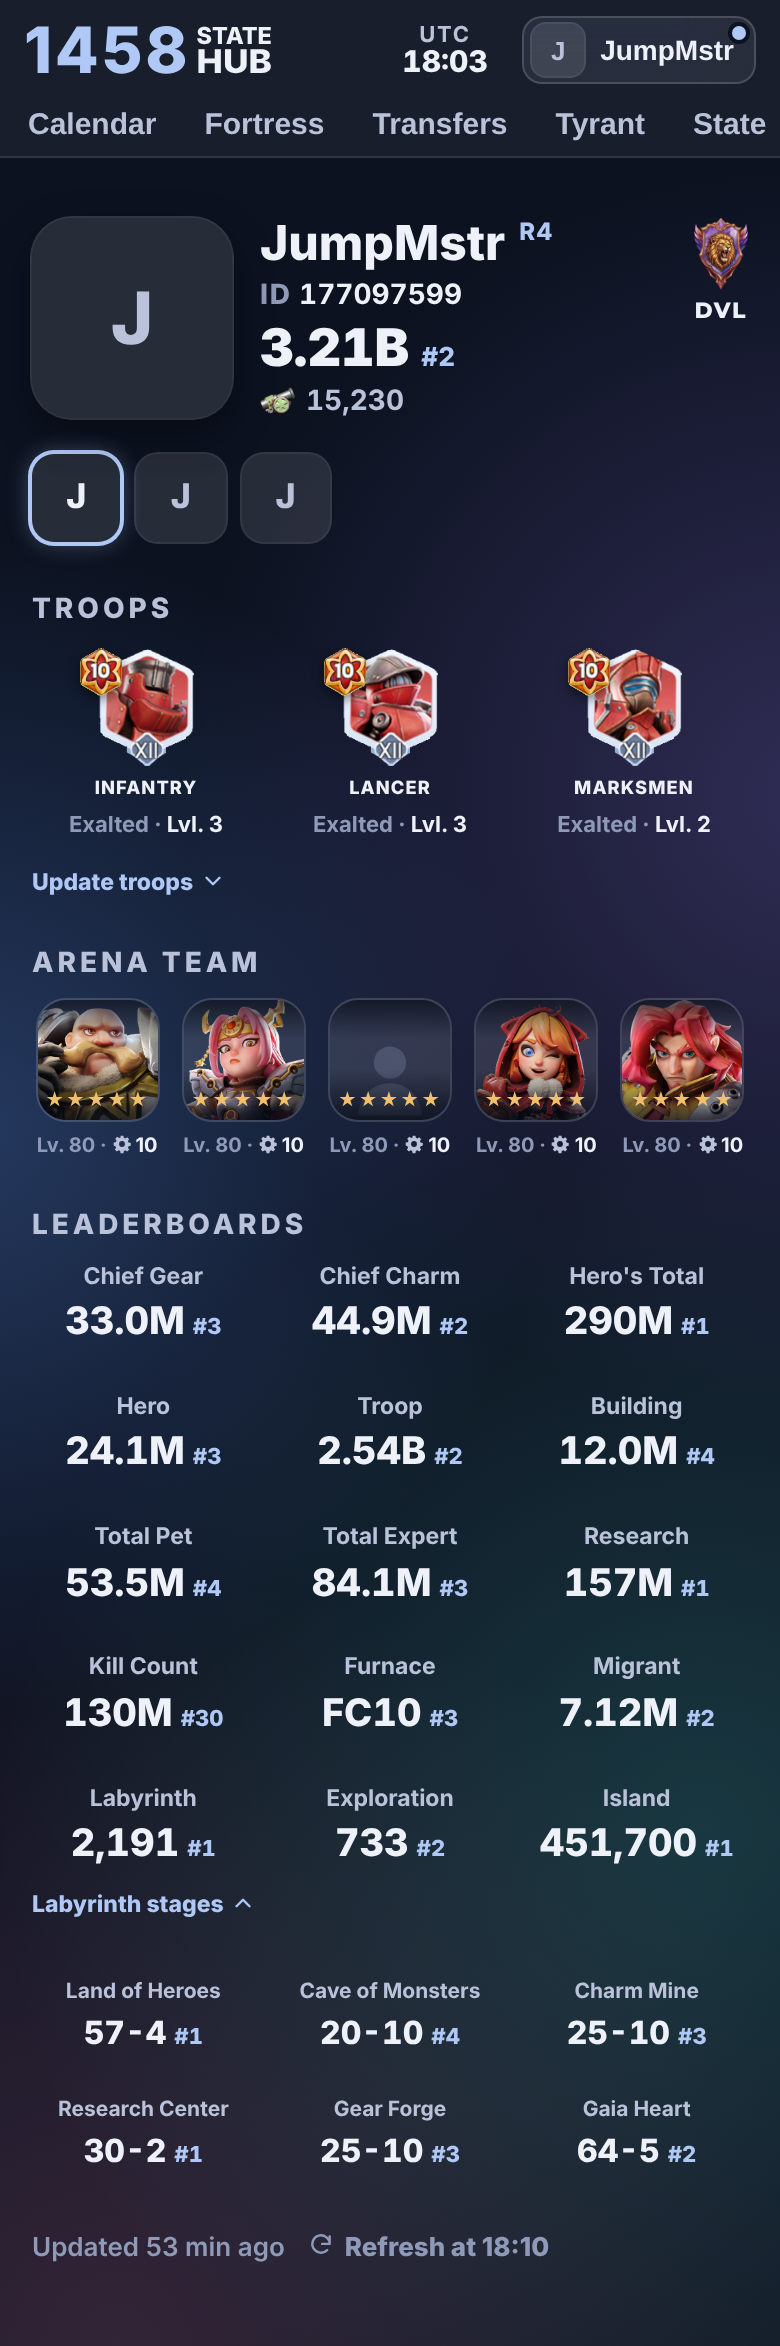 1458 STATE HUB
UTC
18:03
J JumpMstr
Calendar Fortress Transfers Tyrant State
J
JumpMstr R4
ID 177097599
3.21B #2
15,230
DVL
J J J
TROOPS
10 10 10
XII XII XII
INFANTRY LANCER MARKSMEN
Exalted · Lvl. 3 Exalted · Lvl. 3 Exalted · Lvl. 2
Update troops
ARENA TEAM
Lv. 80 · 10 Lv. 80 · 10 Lv. 80 · 10 Lv. 80 · 10 Lv. 80 · 10
LEADERBOARDS
Chief Gear Chief Charm Hero's Total
33.0M #3 44.9M #2 290M #1
Hero Troop Building
24.1M #3 2.54B #2 12.0M #4
Total Pet Total Expert Research
53.5M #4 84.1M #3 157M #1
Kill Count Furnace Migrant
130M #30 FC10 #3 7.12M #2
Labyrinth Exploration Island
2,191 #1 733 #2 451,700 #1
Labyrinth stages
Land of Heroes Cave of Monsters Charm Mine
57-4 #1 20-10 #4 25-10 #3
Research Center Gear Forge Gaia Heart
30-2 #1 25-10 #3 64-5 #2
Updated 53 min ago Refresh at 18:10